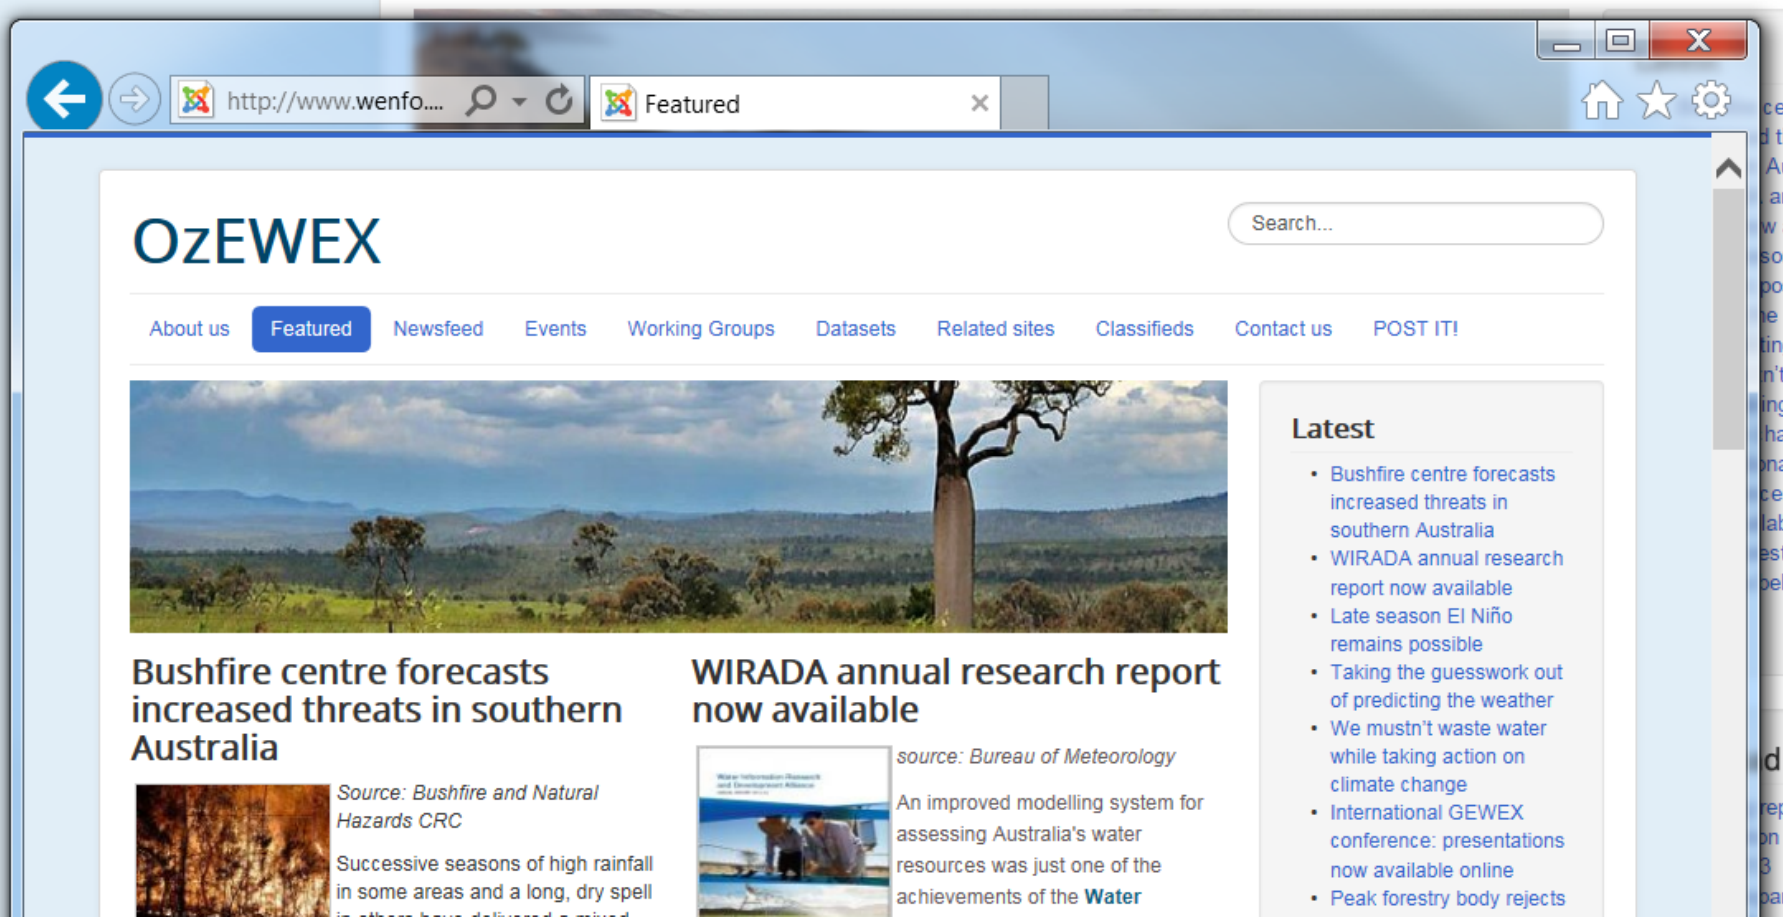 http://www.wenfo....
Featured
OzEWEX
Search...
About us Featured Newsfeed Events Working Groups Datasets Related sites Classifieds Contact us POST IT!
Bushfire centre forecasts
increased threats in southern
Australia
Source: Bushfire and Natural
Hazards CRC
Successive seasons of high rainfall
in some areas and a long, dry spell
WIRADA annual research report
now available
Water Information Research
and Development Alliance
source: Bureau of Meteorology
An improved modelling system for
assessing Australia's water
resources was just one of the
achievements of the Water
Latest
• Bushfire centre forecasts
increased threats in
southern Australia
• WIRADA annual research
report now available
• Late season El Niño
remains possible
• Taking the guesswork out
of predicting the weather
• We mustn't waste water
while taking action on
climate change
• International GEWEX
conference: presentations
now available online
• Peak forestry body rejects